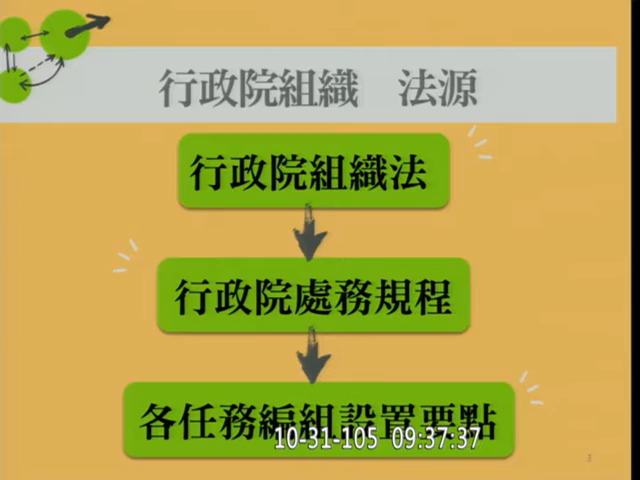 行政院組織　法源
行政院組織法
行政院處務規程
各任務編組設置要點
10-31-105 09:37:37
3